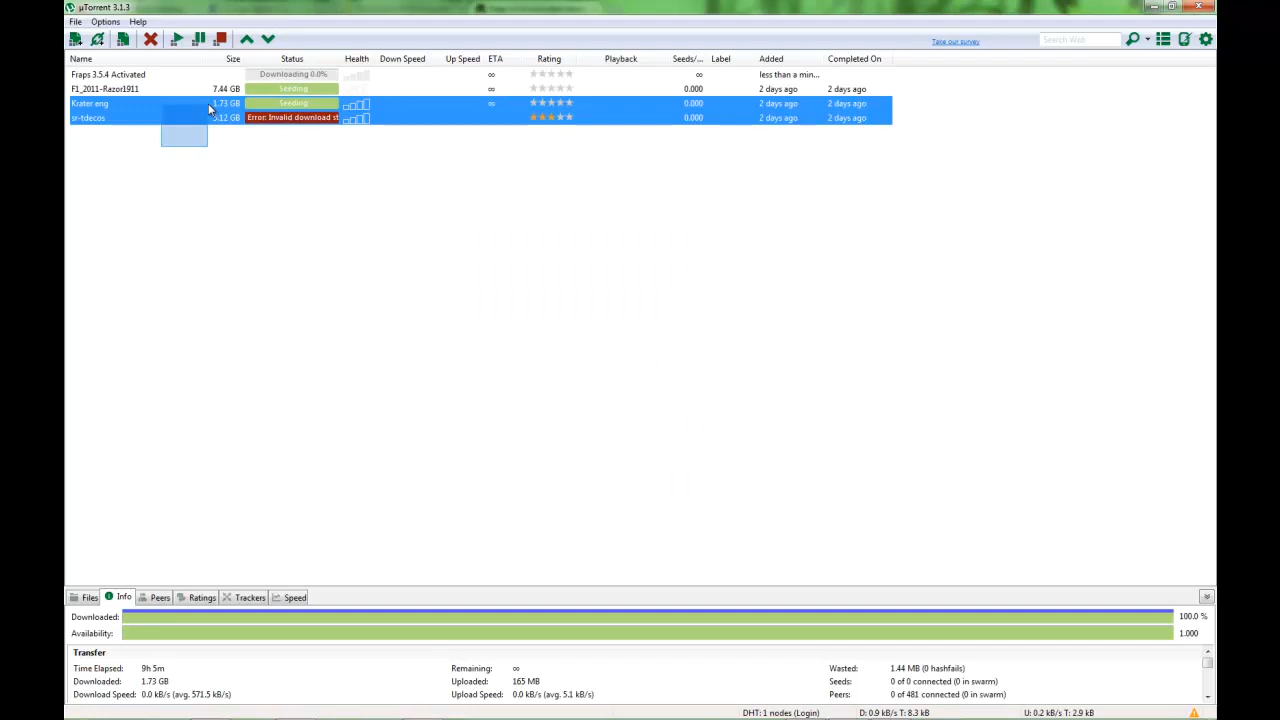 µTorrent 3.1.3
File Options Help
Take our survey Search Web
Name Size Status Health Down Speed Up Speed ETA Rating Playback Seeds/... Label Added Completed On
Fraps 3.5.4 Activated Downloading 0.0% ∞ ∞ less than a min...
F1_2011-Razor1911 7.44 GB Seeding ∞ 0.000 2 days ago 2 days ago
Krater eng 1.73 GB Seeding ∞ 0.000 2 days ago 2 days ago
sr-tdecos .12 GB Error: Invalid download st 0.000 2 days ago 2 days ago
Files Info Peers Ratings Trackers Speed
Downloaded: 100.0 %
Availability: 1.000
Transfer
Time Elapsed: 9h 5m Remaining: ∞ Wasted: 1.44 MB (0 hashfails)
Downloaded: 1.73 GB Uploaded: 165 MB Seeds: 0 of 0 connected (0 in swarm)
Download Speed: 0.0 kB/s (avg. 571.5 kB/s) Upload Speed: 0.0 kB/s (avg. 5.1 kB/s) Peers: 0 of 481 connected (0 in swarm)
DHT: 1 nodes (Login) D: 0.9 kB/s T: 8.3 kB U: 0.2 kB/s T: 2.9 kB